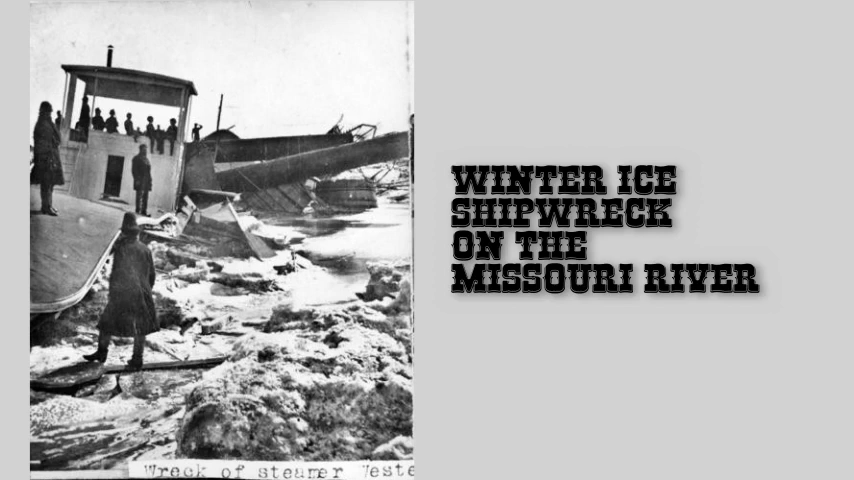 WINTER ICE
SHIPWRECK
ON THE
MISSOURI RIVER
Wreck of steamer